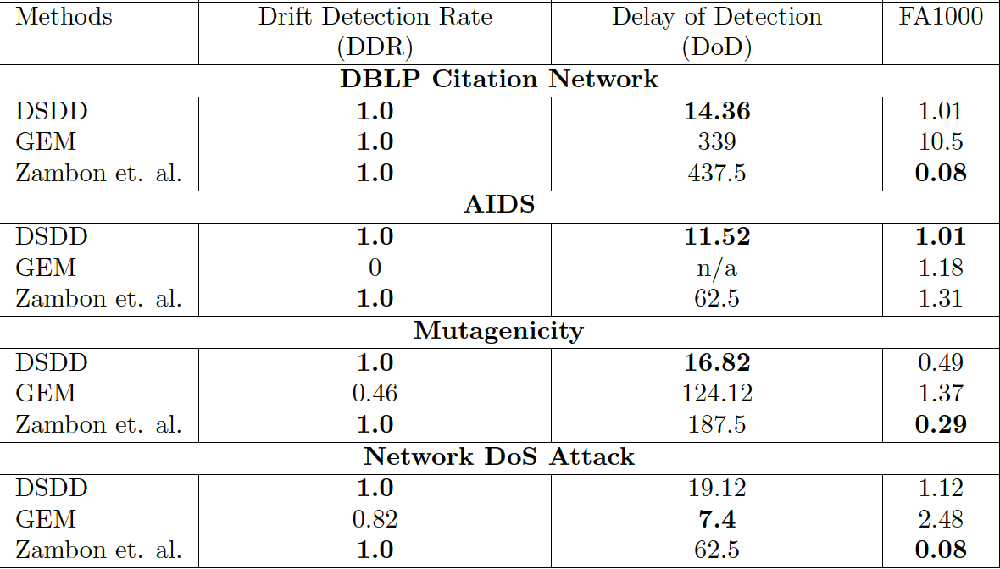 Methods Drift Detection Rate Delay of Detection FA1000
(DDR) (DoD)
DBLP Citation Network
DSDD 1.0 14.36 1.01
GEM 1.0 339 10.5
Zambon et. al. 1.0 437.5 0.08
AIDS
DSDD 1.0 11.52 1.01
GEM 0 n/a 1.18
Zambon et. al. 1.0 62.5 1.31
Mutagenicity
DSDD 1.0 16.82 0.49
GEM 0.46 124.12 1.37
Zambon et. al. 1.0 187.5 0.29
Network DoS Attack
DSDD 1.0 19.12 1.12
GEM 0.82 7.4 2.48
Zambon et. al. 1.0 62.5 0.08